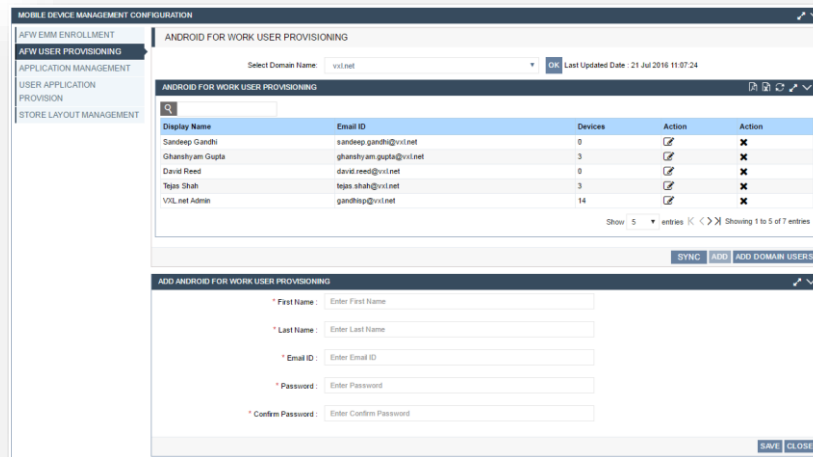 MOBILE DEVICE MANAGEMENT CONFIGURATION
AFW EMM ENROLLMENT
AFW USER PROVISIONING
APPLICATION MANAGEMENT
USER APPLICATION
PROVISION
STORE LAYOUT MANAGEMENT
ANDROID FOR WORK USER PROVISIONING
Select Domain Name: vxl.net OK Last Updated Date : 21 Jul 2016 11:07:24
ANDROID FOR WORK USER PROVISIONING
Display Name Email ID Devices Action Action
Sandeep Gandhi sandeep.gandhi@vxl.net 0
Ghanshyam Gupta ghanshyam.gupta@vxl.net 3
David Reed david.reed@vxl.net 0
Tejas Shah tejas.shah@vxl.net 3
VXL.net Admin gandhisp@vxl.net 14
Show 5 entries Showing 1 to 5 of 7 entries
SYNC ADD ADD DOMAIN USERS
ADD ANDROID FOR WORK USER PROVISIONING
* First Name : Enter First Name
* Last Name : Enter Last Name
* Email ID : Enter Email ID
* Password : Enter Password
* Confirm Password : Enter Confirm Password
SAVE CLOSE